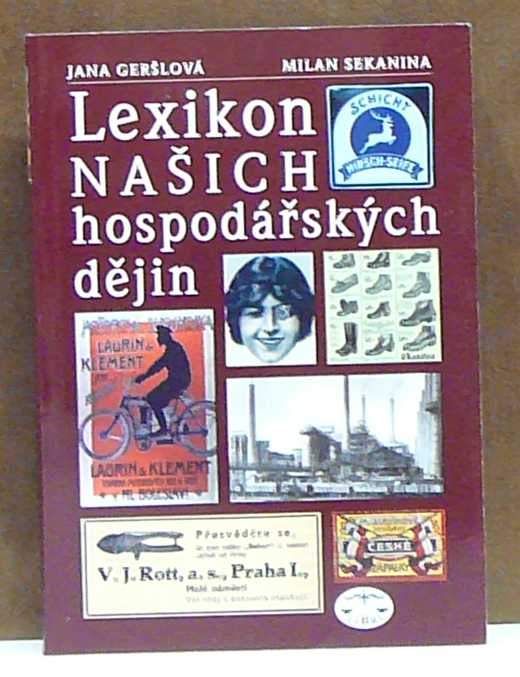 JANA GERŠLOVÁ MILAN SEKANINA
Lexikon
NAŠICH
hospodářských
dějin
SCHICHT
HIRSCH-SEIFE
LAURIN &
KLEMENT
LAURIN & KLEMENT
Přesvědčte se,
V. J. Rott, a. s., Praha I.,
Malé náměstí
ČESKÉ
ZÁPALKY